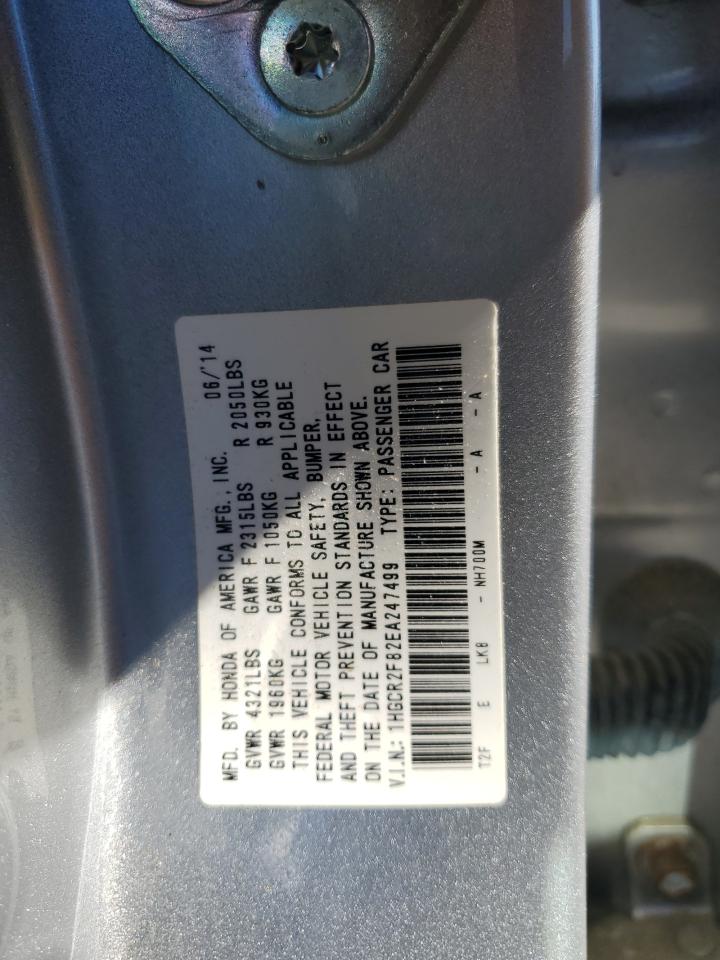 MFD. BY HONDA OF AMERICA MFG., INC. 06/'14
GVWR 4321LBS GAWR F 2315LBS R 2050LBS
GVWR 1960KG GAWR F 1050KG R 930KG
THIS VEHICLE CONFORMS TO ALL APPLICABLE
FEDERAL MOTOR VEHICLE SAFETY, BUMPER,
AND THEFT PREVENTION STANDARDS IN EFFECT
ON THE DATE OF MANUFACTURE SHOWN ABOVE.
V.I.N.: 1HGCR2F82EA247499 TYPE: PASSENGER CAR
T2F E LK8 - NH700M - A - A